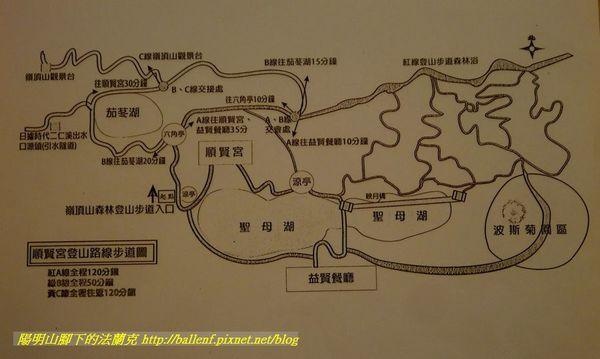 C線嶺頂山觀景台
嶺頂山觀景台
B線往茄苳湖15分鐘
紅線登山步道森林浴
往順賢宮30分鐘
B、C線交接處
往六角亭10分鐘
茄苳湖
A線往順賢宮、
益賢餐廳35分
A、B線
交會處
日據時代二仁溪出水
口源頭(引水隧道)
六角亭
A線往益賢餐廳10分鐘
B線往茄苳湖20分鐘
順賢宮
涼亭
起點
涼亭
映月橋
嶺頂山森林登山步道入口
聖母湖
聖母湖
波斯菊園區
順賢宮登山路線步道圖
益賢餐廳
紅A線全程120分鐘
綠B線全程50分鐘
黃C線全程往返120分鐘
陽明山腳下的法蘭克 http://ballenf.pixnet.net/blog